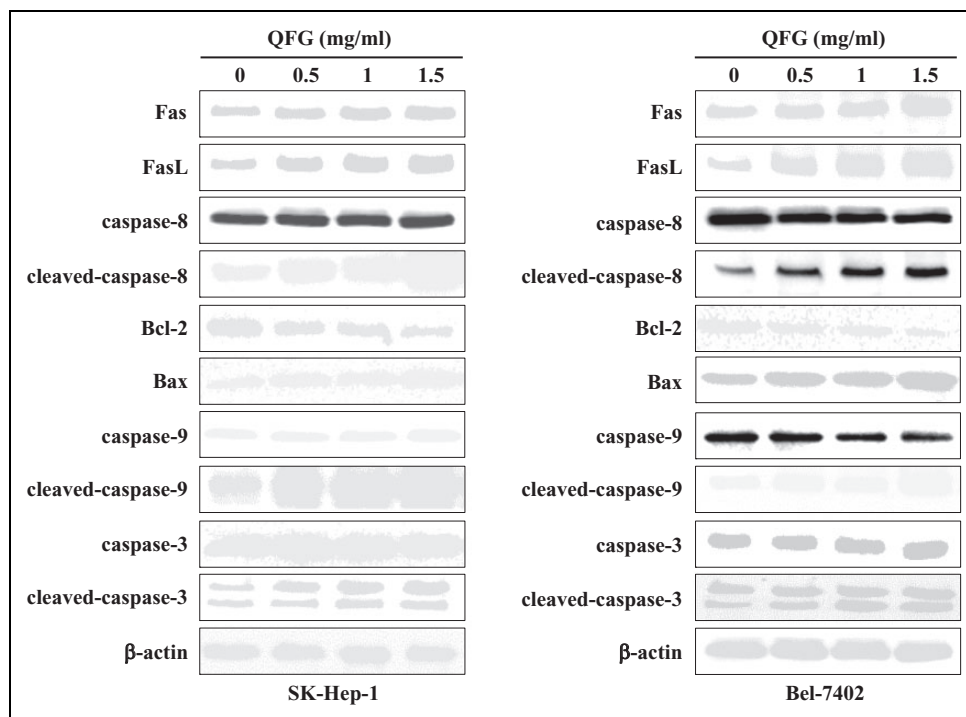 QFG (mg/ml)
0 0.5 1 1.5
Fas
FasL
caspase-8
cleaved-caspase-8
Bcl-2
Bax
caspase-9
cleaved-caspase-9
caspase-3
cleaved-caspase-3
β-actin
SK-Hep-1
QFG (mg/ml)
0 0.5 1 1.5
Fas
FasL
caspase-8
cleaved-caspase-8
Bcl-2
Bax
caspase-9
cleaved-caspase-9
caspase-3
cleaved-caspase-3
β-actin
Bel-7402